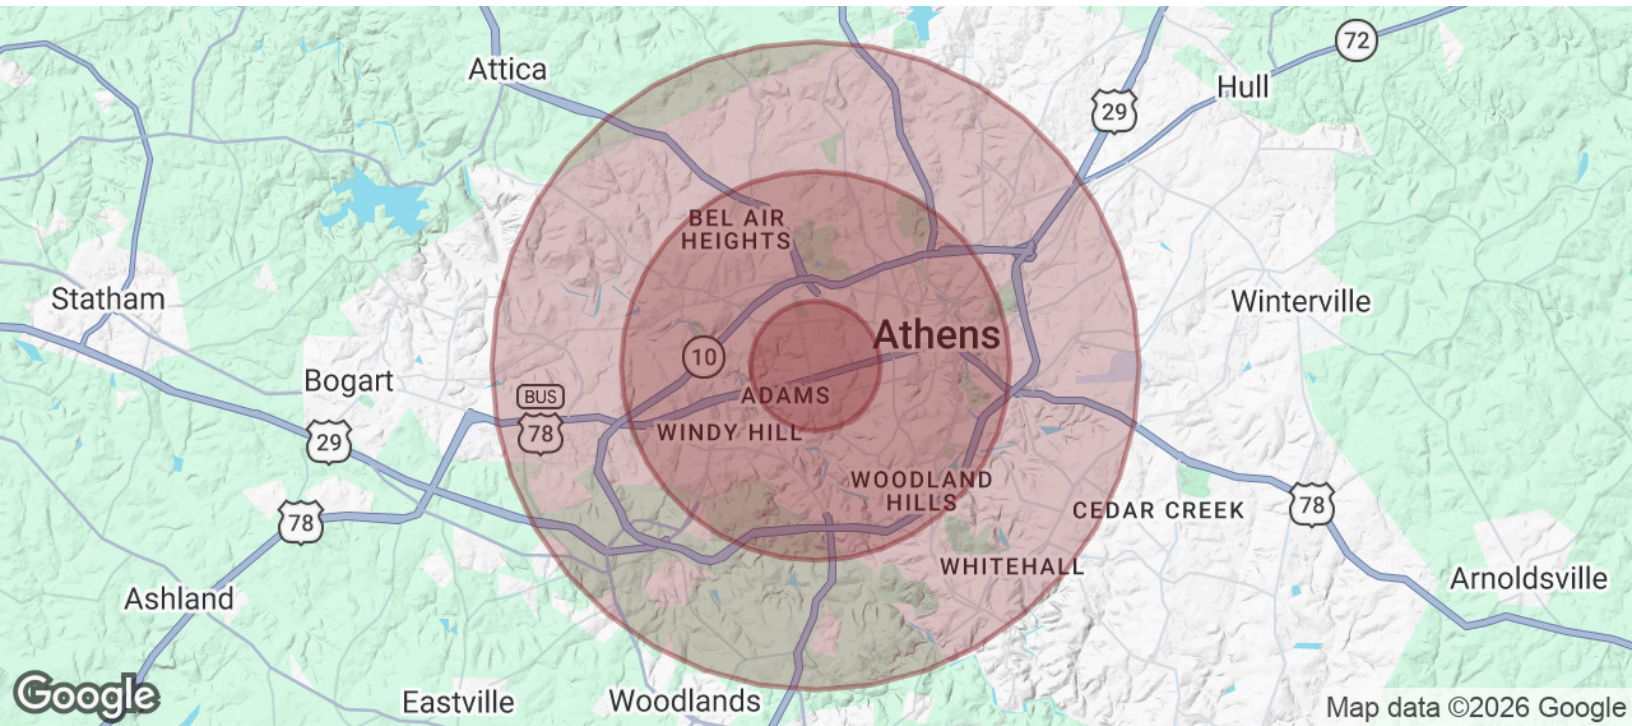 72
Attica
Hull
29
BEL AIR
HEIGHTS
Statham
Winterville
Athens
10
Bogart
BUS
78
ADAMS
29
WINDY HILL
WOODLAND
HILLS
78
78
CEDAR CREEK
WHITEHALL
Arnoldsville
Ashland
Google
Eastville
Woodlands
Map data ©2026 Google